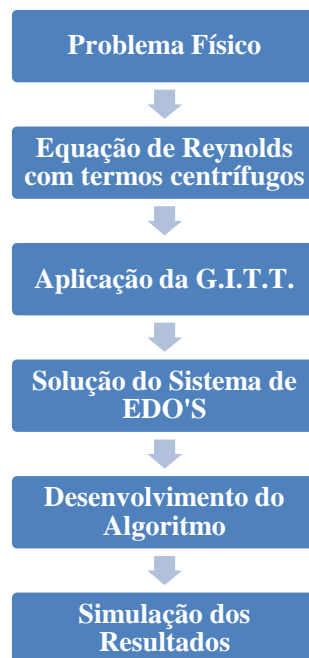 Problema Físico
Equação de Reynolds
com termos centrífugos
Aplicação da G.I.T.T.
Solução do Sistema de
EDO'S
Desenvolvimento do
Algoritmo
Simulação dos
Resultados